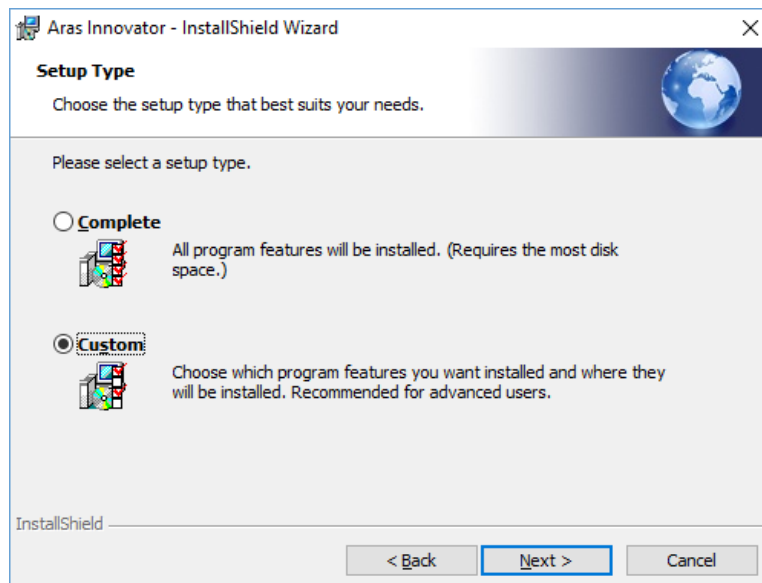 Aras Innovator - InstallShield Wizard
Setup Type
Choose the setup type that best suits your needs.
Please select a setup type.
Complete
All program features will be installed. (Requires the most disk
space.)
Custom
Choose which program features you want installed and where they
will be installed. Recommended for advanced users.
InstallShield
< Back
Next >
Cancel